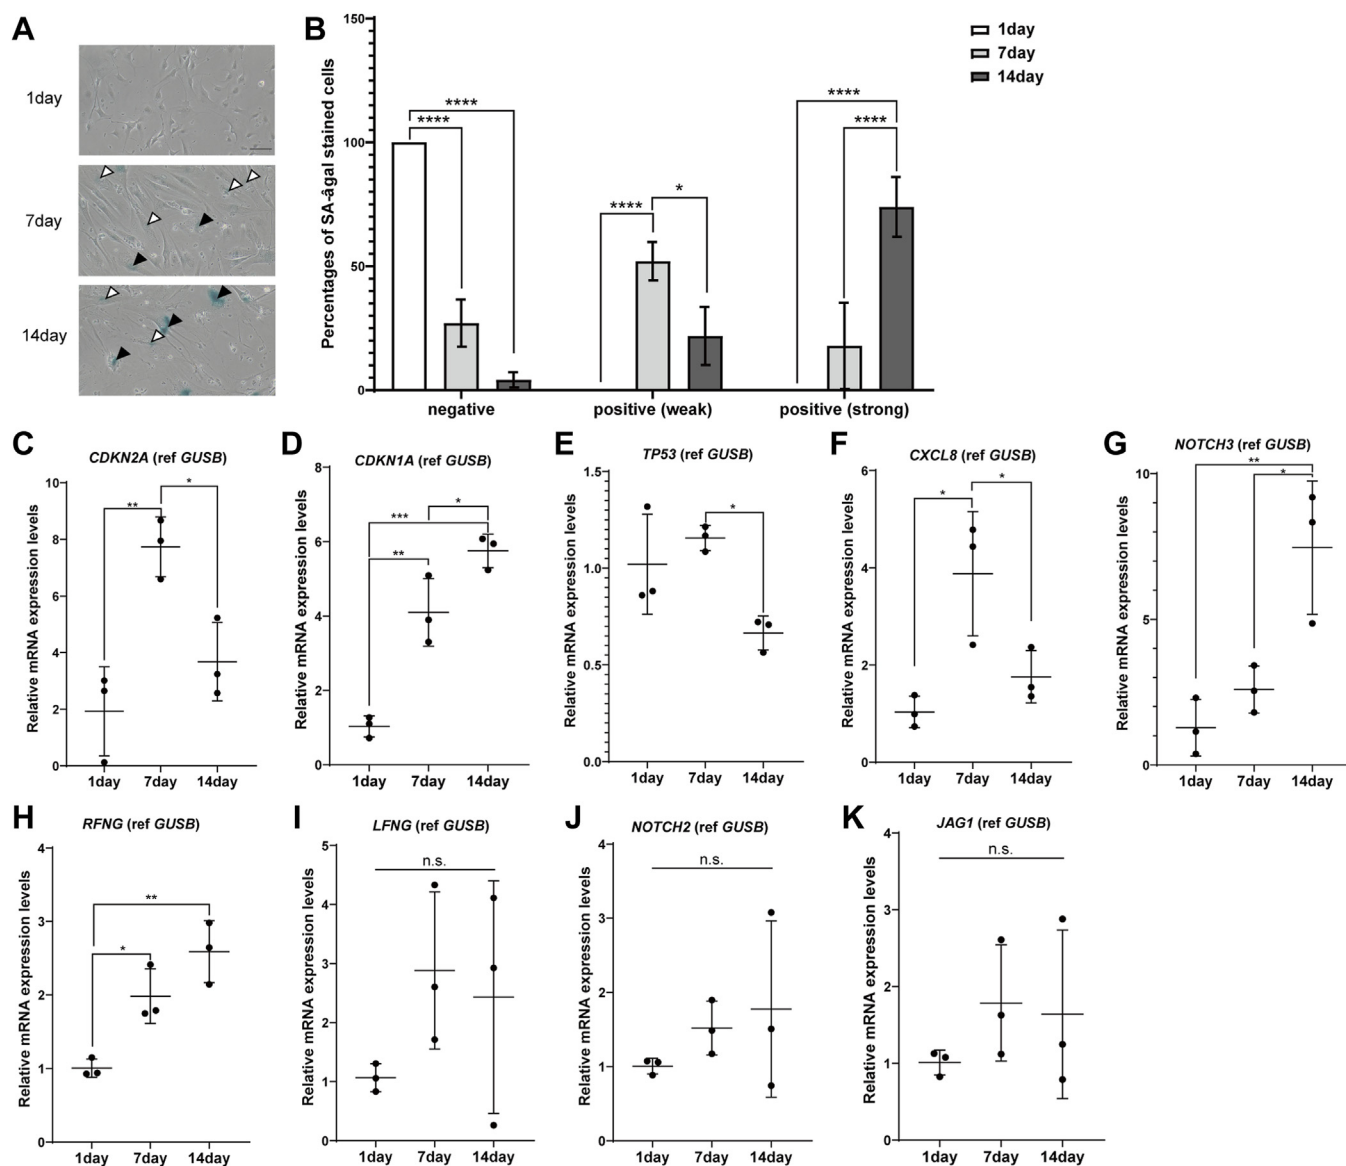 A
1day
7day
14day
B
Percentages of SA-âgal stained cells
150
100
50
0
****
****
****
*
****
****
negative
positive (weak)
positive (strong)
1day
7day
14day
C
CDKN2A (ref GUSB)
Relative mRNA expression levels
10
8
6
4
2
0
**
*
1day 7day 14day
D
CDKN1A (ref GUSB)
Relative mRNA expression levels
8
6
4
2
0
*
***
**
1day 7day 14day
E
TP53 (ref GUSB)
Relative mRNA expression levels
1.5
1.0
0.5
0.0
*
1day 7day 14day
F
CXCL8 (ref GUSB)
Relative mRNA expression levels
6
4
2
0
*
*
1day 7day 14day
G
NOTCH3 (ref GUSB)
Relative mRNA expression levels
10
5
0
**
*
1day 7day 14day
H
RFNG (ref GUSB)
Relative mRNA expression levels
4
3
2
1
0
**
*
1day 7day 14day
I
LFNG (ref GUSB)
Relative mRNA expression levels
5
4
3
2
1
0
n.s.
1day 7day 14day
J
NOTCH2 (ref GUSB)
Relative mRNA expression levels
4
3
2
1
0
n.s.
1day 7day 14day
K
JAG1 (ref GUSB)
Relative mRNA expression levels
4
3
2
1
0
n.s.
1day 7day 14day